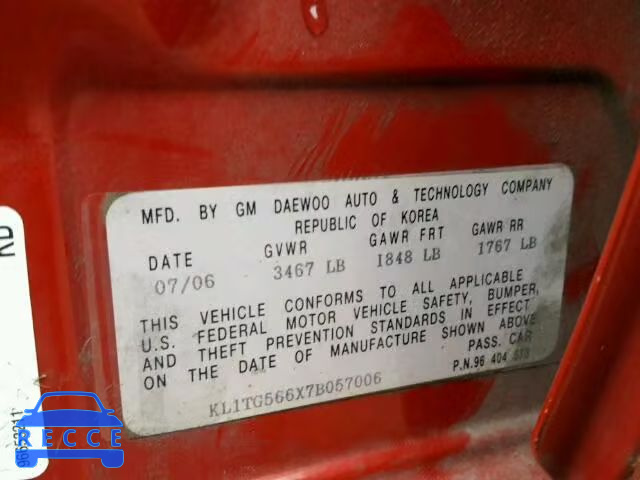 MFD. BY GM DAEWOO AUTO & TECHNOLOGY COMPANY
REPUBLIC OF KOREA
DATE GVWR GAWR FRT GAWR RR
07/06 3467 LB 1848 LB 1767 LB
THIS VEHICLE CONFORMS TO ALL APPLICABLE
U.S. FEDERAL MOTOR VEHICLE SAFETY, BUMPER,
AND THEFT PREVENTION STANDARDS IN EFFECT
ON THE DATE OF MANUFACTURE SHOWN ABOVE
PASS. CAR
P.N.96 404
KL1TG566X7B057006
RECCE